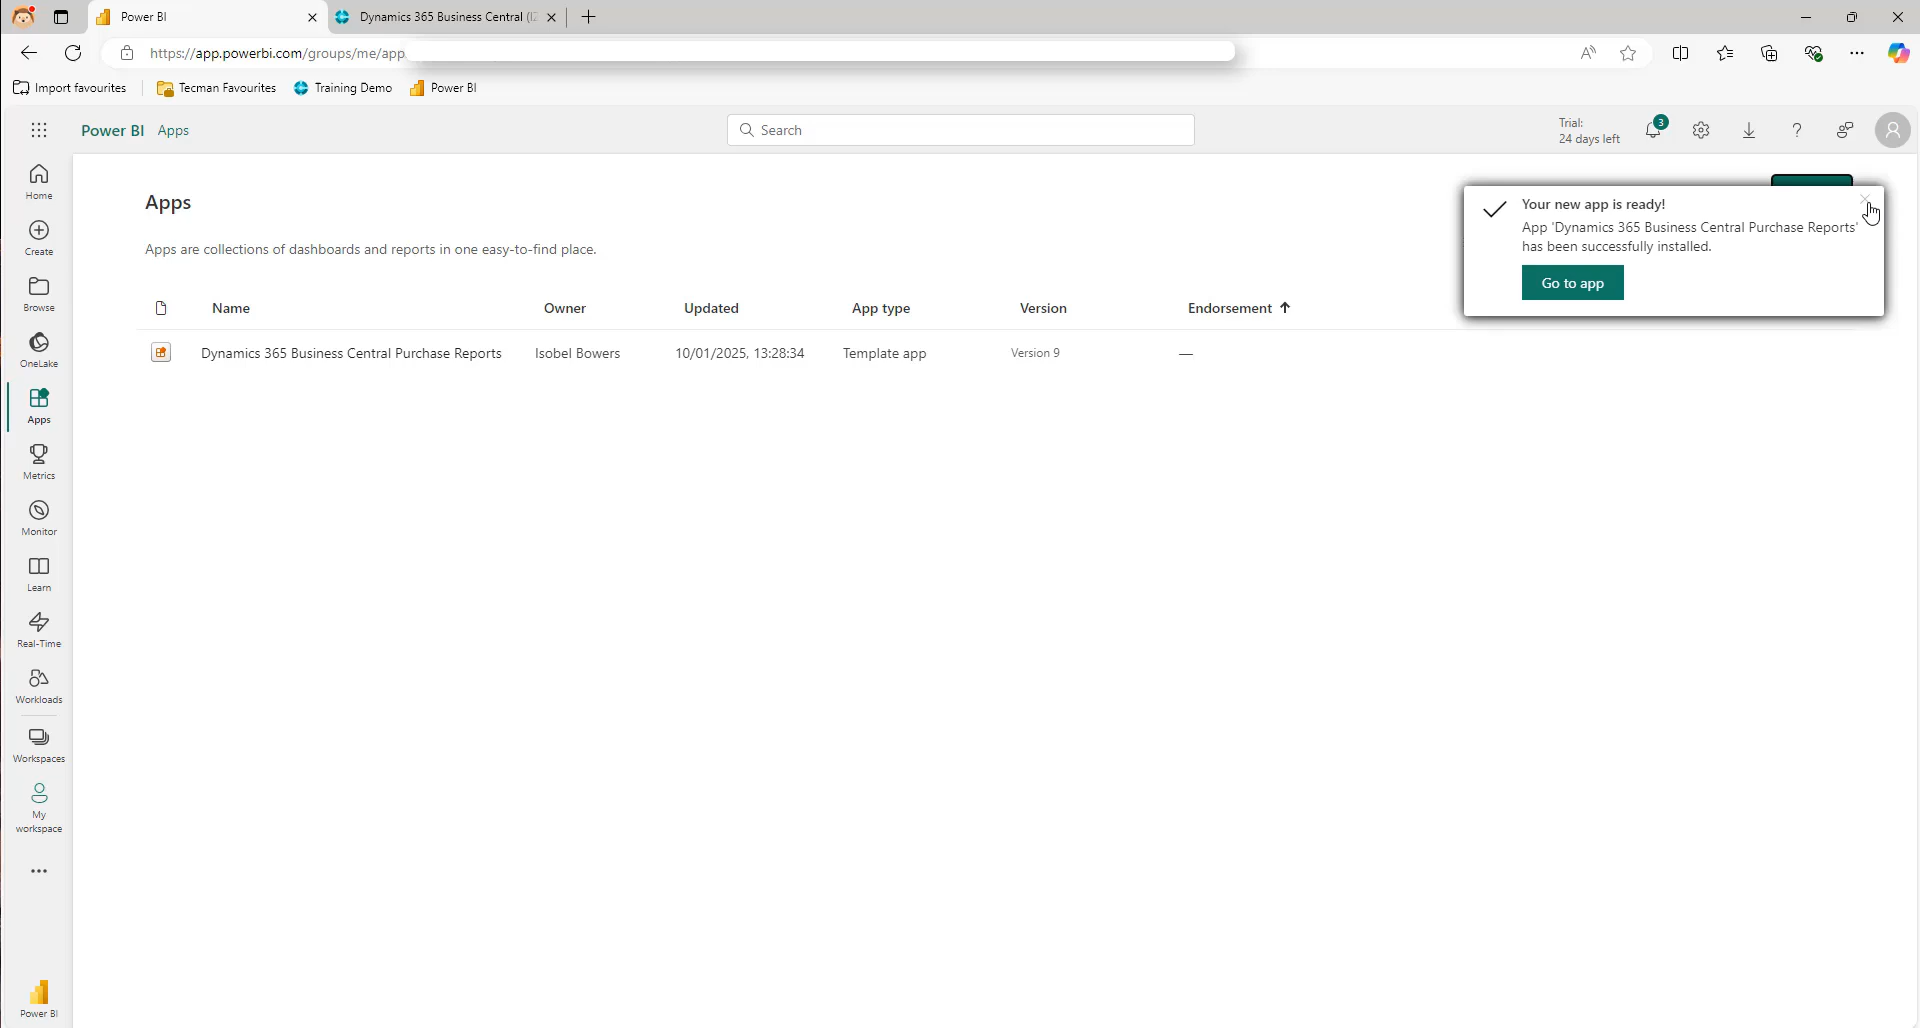 Power BI
Dynamics 365 Business Central (
https://app.powerbi.com/groups/me/app
Import favourites
Tecman Favourites
Training Demo
Power BI
Power BI Apps
Search
Trial:
24 days left
3
Home
Create
Browse
OneLake
Apps
Metrics
Monitor
Learn
Real-Time
Workloads
Workspaces
My
workspace
Power BI
Apps
Apps are collections of dashboards and reports in one easy-to-find place.
Your new app is ready!
App 'Dynamics 365 Business Central Purchase Reports'
has been successfully installed.
Go to app
Name Owner Updated App type Version Endorsement
Dynamics 365 Business Central Purchase Reports Isobel Bowers 10/01/2025, 13:28:34 Template app Version 9 —